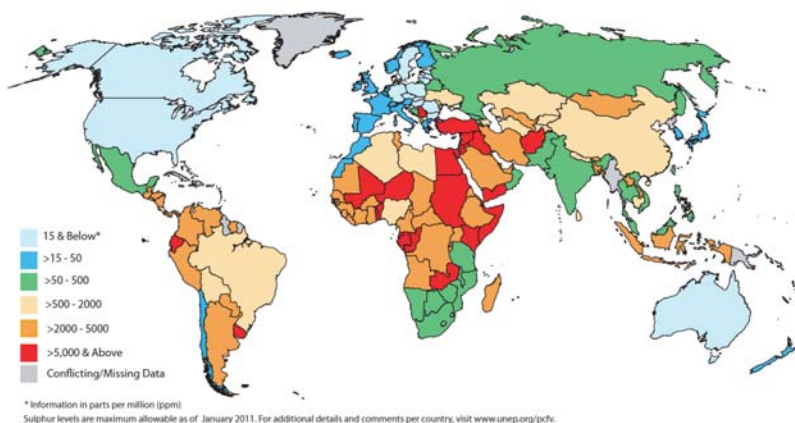 15 & Below*
>15 - 50
>50 - 500
>500 - 2000
>2000 - 5000
>5,000 & Above
Conflicting/Missing Data
* Information in parts per million (ppm)
Sulphur levels are maximum allowable as of January 2011. For additional details and comments per country, visit www.unep.org/pcfv.